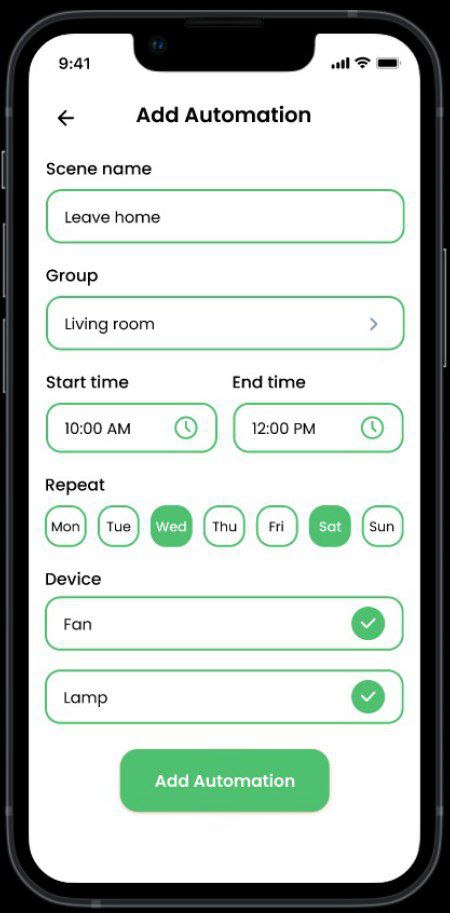 9:41
Add Automation
Scene name
Leave home
Group
Living room
Start time End time
10:00 AM 12:00 PM
Repeat
Mon Tue Wed Thu Fri Sat Sun
Device
Fan
Lamp
Add Automation